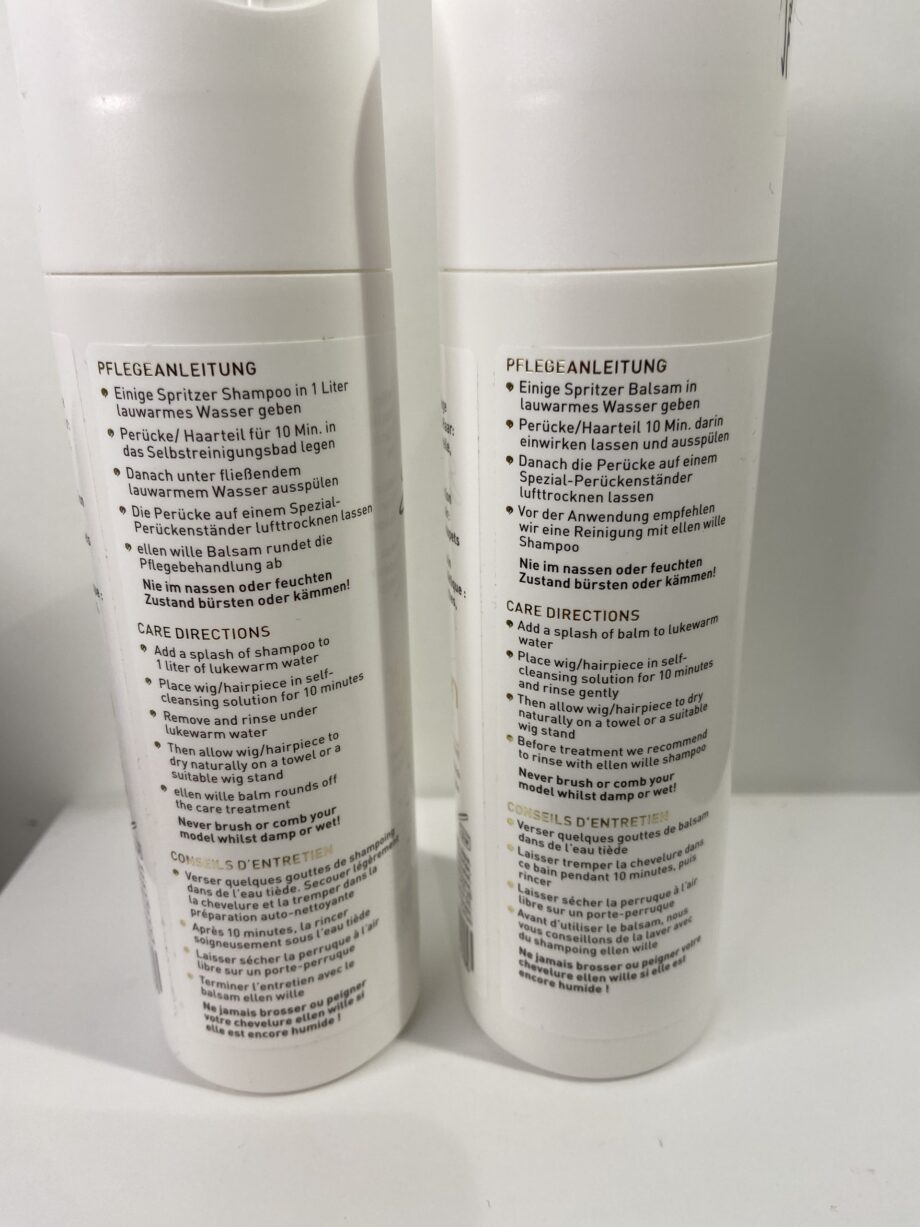 PFLEGEANLEITUNG
Einige Spritzer Shampoo in 1 Liter
lauwarmes Wasser geben
Perücke/ Haarteil für 10 Min. in
das Selbstreinigungsbad legen
Danach unter fließendem
lauwarmem Wasser ausspülen
Die Perücke auf einem Spezial-
Perückenständer lufttrocknen lassen
ellen wille Balsam rundet die
Pflegebehandlung ab
Nie im nassen oder feuchten
Zustand bürsten oder kämmen!
CARE DIRECTIONS
Add a splash of shampoo to
1 liter of lukewarm water
Place wig/hairpiece in self-
cleansing solution for 10 minutes
Remove and rinse under
lukewarm water
Then allow wig/hairpiece to
dry naturally on a towel or a
suitable wig stand
ellen wille balm rounds off
the care treatment
Never brush or comb your
model whilst damp or wet!
CONSEILS D'ENTRETIEN
Verser quelques gouttes de shampoing
dans de l'eau tiède. Secouer légèrement
la chevelure et la tremper dans la
préparation auto-nettoyante
Après 10 minutes, la rincer
soigneusement sous l'eau tiède
Laisser sécher la perruque à l'air
libre sur un porte-perruque
Terminer l'entretien avec le
balsam ellen wille
Ne jamais brosser ou peigner
votre chevelure ellen wille si
elle est encore humide !
PFLEGEANLEITUNG
Einige Spritzer Balsam in
lauwarmes Wasser geben
Perücke/Haarteil 10 Min. darin
einwirken lassen und ausspülen
Danach die Perücke auf einem
Spezial-Perückenständer
lufttrocknen lassen
Vor der Anwendung empfehlen
wir eine Reinigung mit ellen wille
Shampoo
Nie im nassen oder feuchten
Zustand bürsten oder kämmen!
CARE DIRECTIONS
Add a splash of balm to lukewarm
water
Place wig/hairpiece in self-
cleansing solution for 10 minutes
and rinse gently
Then allow wig/hairpiece to dry
naturally on a towel or a suitable
wig stand
Before treatment we recommend
to rinse with ellen wille shampoo
Never brush or comb your
model whilst damp or wet!
CONSEILS D'ENTRETIEN
Verser quelques gouttes de balsam
dans de l'eau tiède
Laisser tremper la chevelure dans
ce bain pendant 10 minutes, puis
rincer
Laisser sécher la perruque à l'air
libre sur un porte-perruque
Avant d'utiliser le balsam, nous
vous conseillons de la laver avec
du shampoing ellen wille
Ne jamais brosser ou peigner votre
chevelure ellen wille si elle est
encore humide !